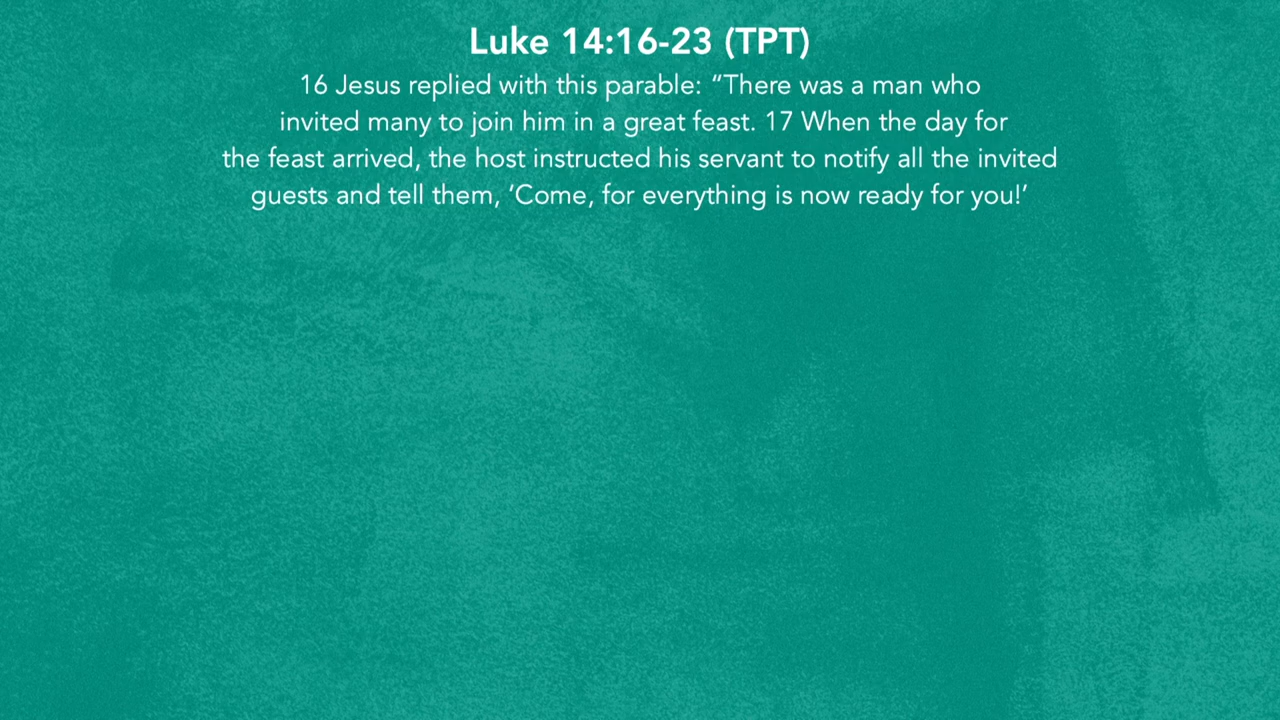 Luke 14:16-23 (TPT)
16 Jesus replied with this parable: “There was a man who
invited many to join him in a great feast. 17 When the day for
the feast arrived, the host instructed his servant to notify all the invited
guests and tell them, ‘Come, for everything is now ready for you!’